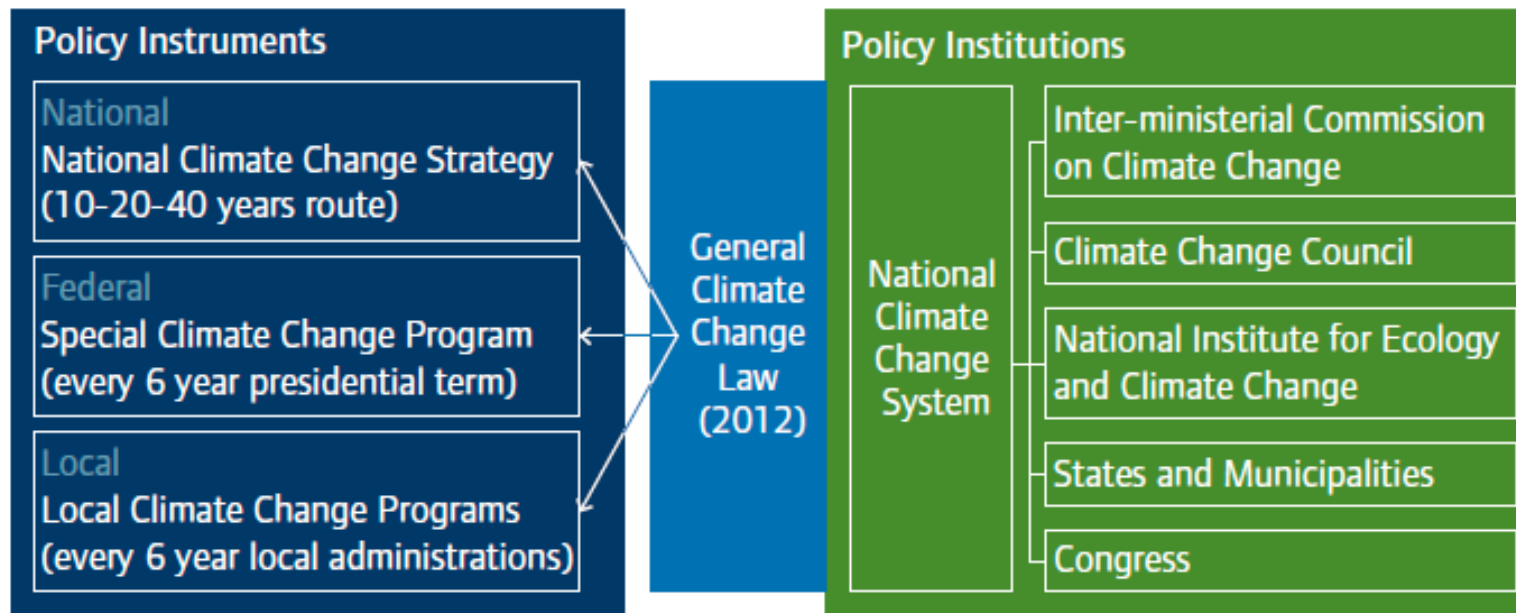 Policy Instruments
National
National Climate Change Strategy
(10-20-40 years route)
Federal
Special Climate Change Program
(every 6 year presidential term)
Local
Local Climate Change Programs
(every 6 year local administrations)
General
Climate
Change
Law
(2012)
Policy Institutions
National
Climate
Change
System
Inter-ministerial Commission
on Climate Change
Climate Change Council
National Institute for Ecology
and Climate Change
States and Municipalities
Congress